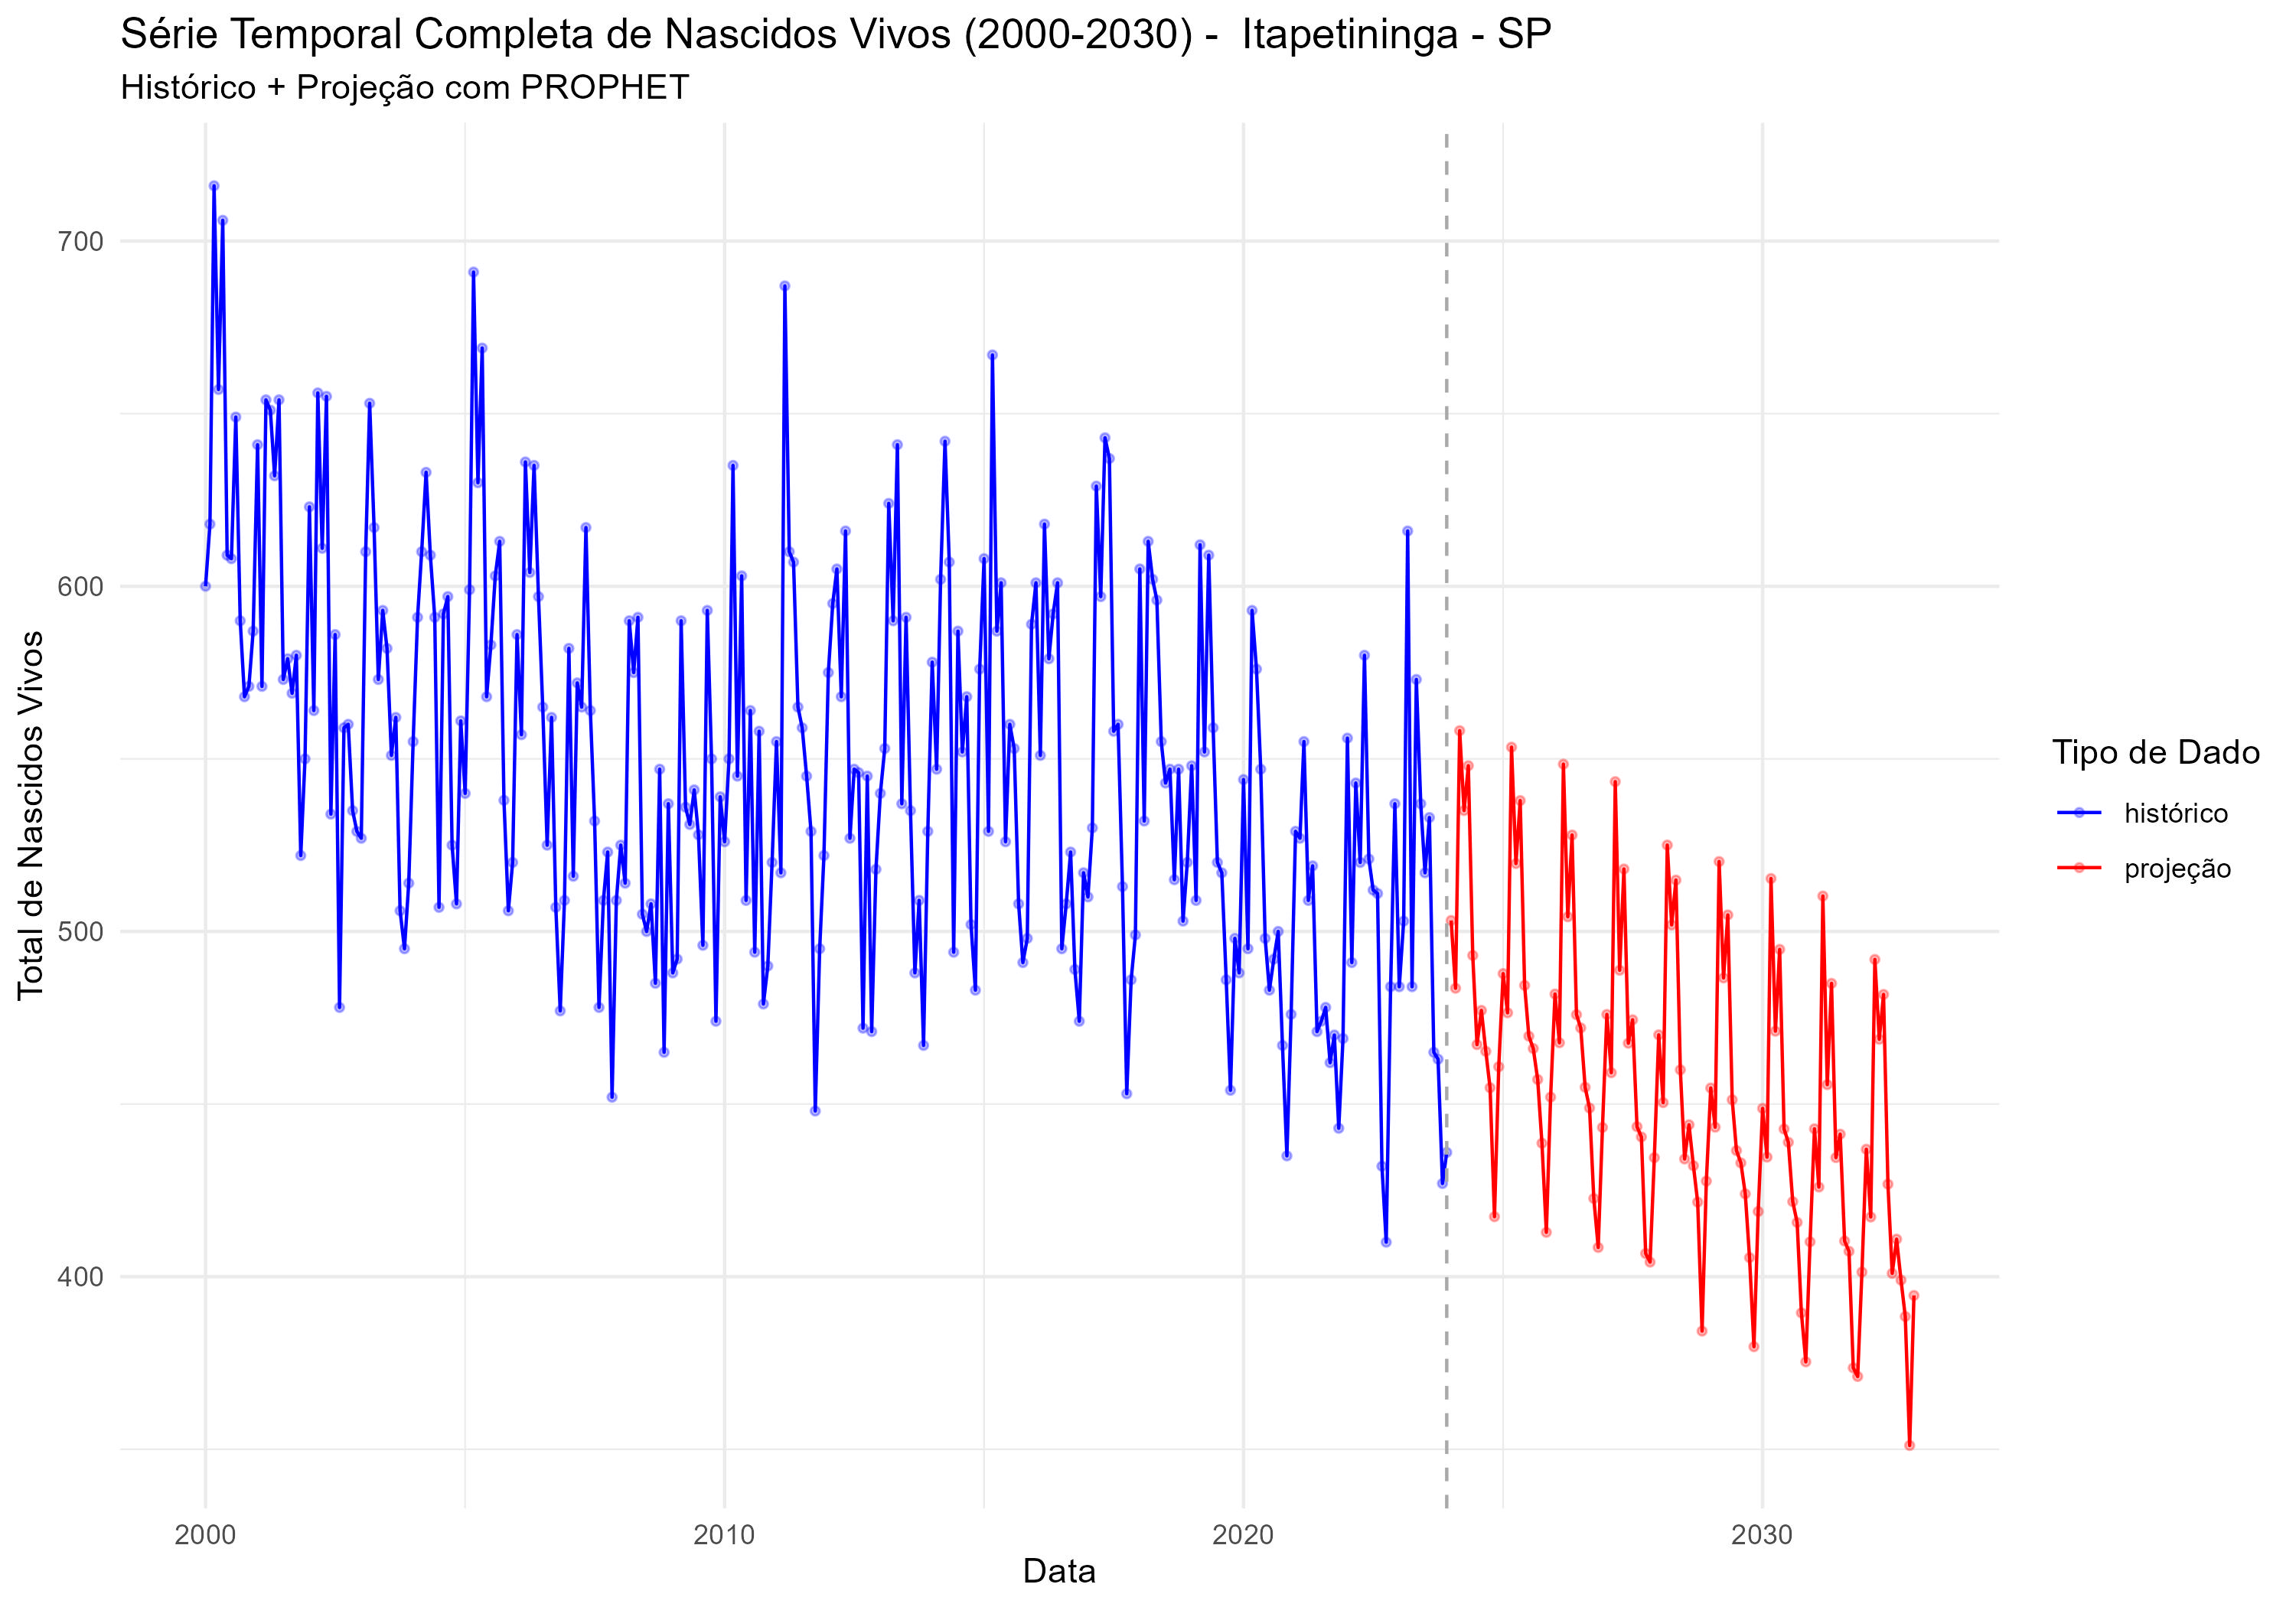 Série Temporal Completa de Nascidos Vivos (2000-2030) -  Itapetininga - SP
Histórico + Projeção com PROPHET
Total de Nascidos Vivos
700
600
500
400
2000
2010
2020
2030
Data
Tipo de Dado
histórico
projeção